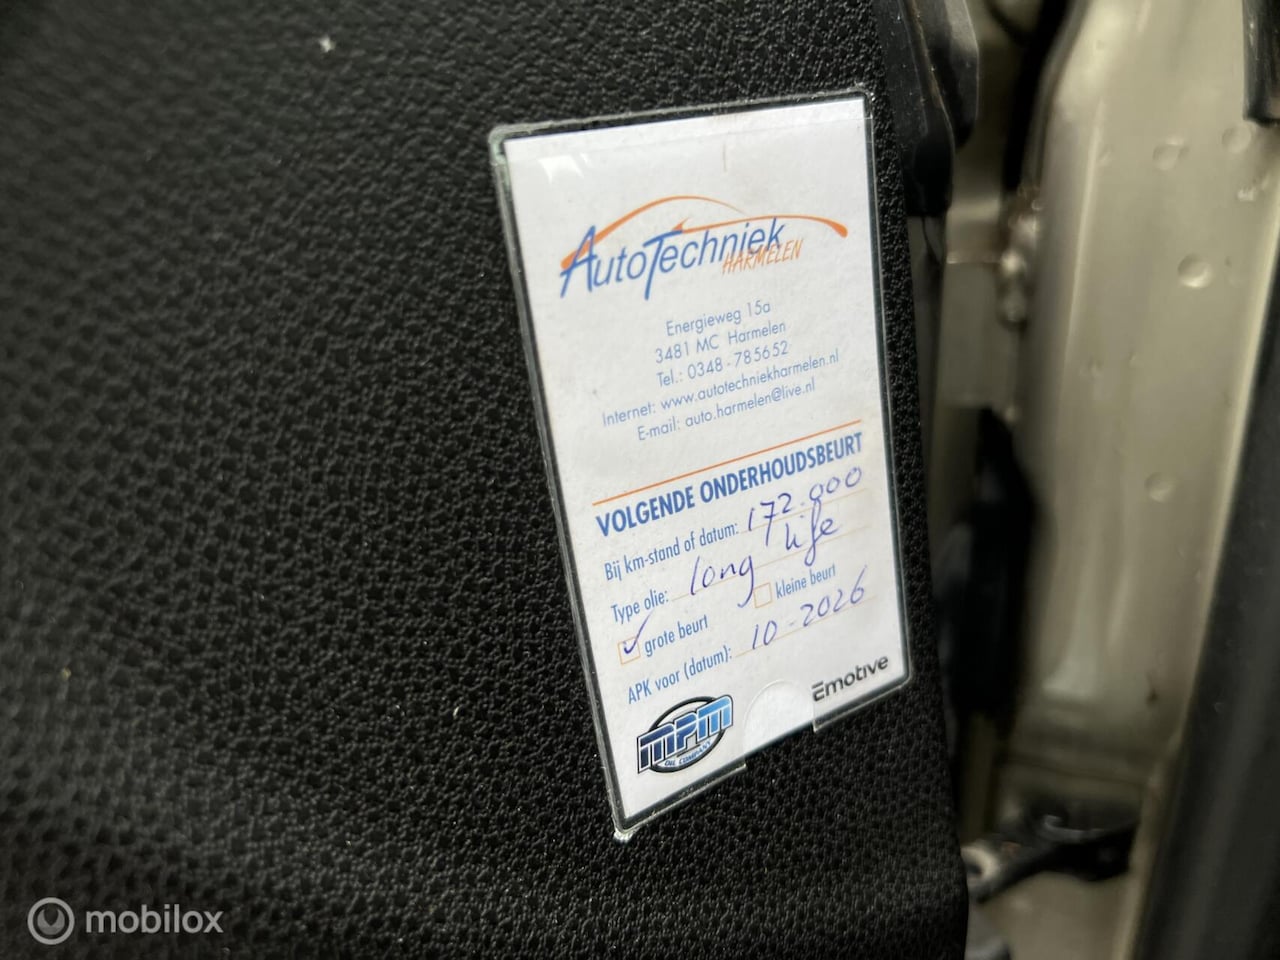 AutoTechniek
HARMELEN
Energieweg 15a
3481 MC Harmelen
Tel.: 0348 - 785652
Internet: www.autotechniekharmelen.nl
E-mail: auto.harmelen@live.nl
VOLGENDE ONDERHOUDSBEURT
Bij km-stand of datum: 172.000
Type olie: long life
grote beurt kleine beurt
APK voor (datum): 10-2026
MPM
OIL COMPANY
Emotive
mobilox